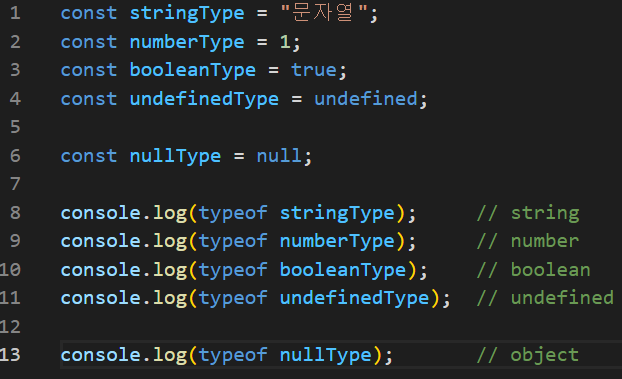 1 const stringType = "문자열";
2 const numberType = 1;
3 const booleanType = true;
4 const undefinedType = undefined;
5
6 const nullType = null;
7
8 console.log(typeof stringType); // string
9 console.log(typeof numberType); // number
10 console.log(typeof booleanType); // boolean
11 console.log(typeof undefinedType); // undefined
12
13 console.log(typeof nullType); // object